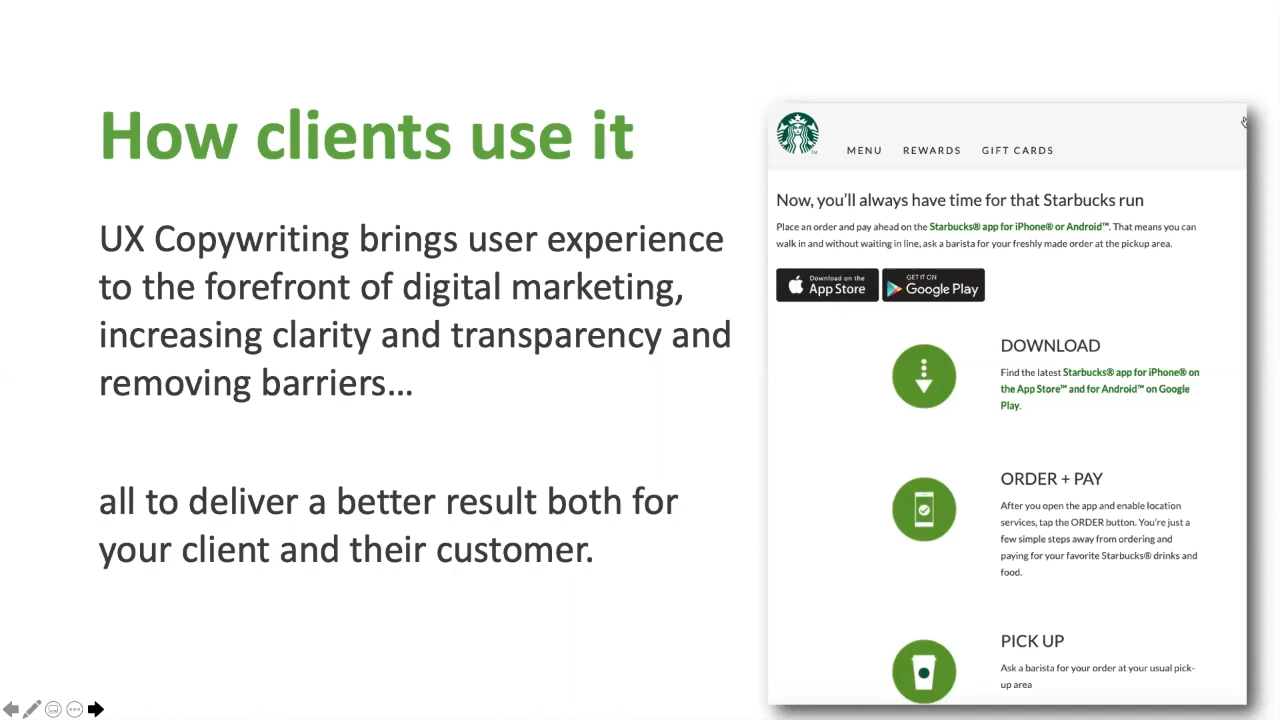 How clients use it
UX Copywriting brings user experience
to the forefront of digital marketing,
increasing clarity and transparency and
removing barriers...
all to deliver a better result both for
your client and their customer.
TM
MENU REWARDS GIFT CARDS
Now, you'll always have time for that Starbucks run
Place an order and pay ahead on the Starbucks® app for iPhone® or Android™. That means you can
walk in and without waiting in line, ask a barista for your freshly made order at the pickup area.
Download on the
App Store
GET IT ON
Google Play
DOWNLOAD
Find the latest Starbucks® app for iPhone® on
the App Store™ and for Android™ on Google
Play.
ORDER + PAY
After you open the app and enable location
services, tap the ORDER button. You're just a
few simple steps away from ordering and
paying for your favorite Starbucks® drinks and
food.
PICK UP
Ask a barista for your order at your usual pick-
up area